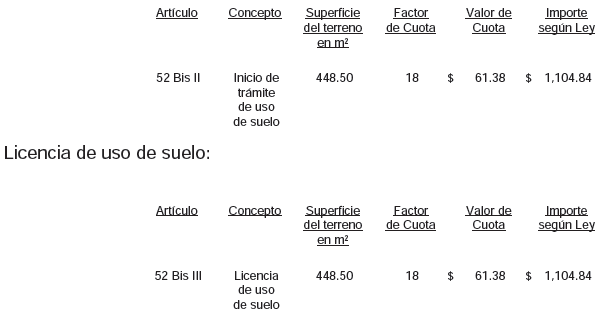 Artículo Concepto Superficie del terreno en m² Factor de Cuota Valor de Cuota Importe según Ley
52 Bis II Inicio de trámite de uso de suelo 448.50 18 $ 61.38 $ 1,104.84
Licencia de uso de suelo:
Artículo Concepto Superficie del terreno en m² Factor de Cuota Valor de Cuota Importe según Ley
52 Bis III Licencia de uso de suelo 448.50 18 $ 61.38 $ 1,104.84